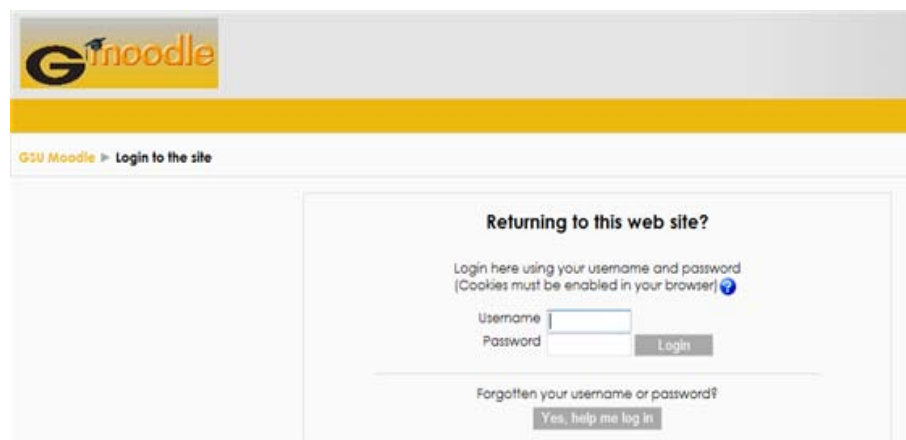 Gmoodle
GSU Moodle ► Login to the site
Returning to this web site?
Login here using your username and password
(Cookies must be enabled in your browser) ?
Username
Password
Login
Forgotten your username or password?
Yes, help me log in